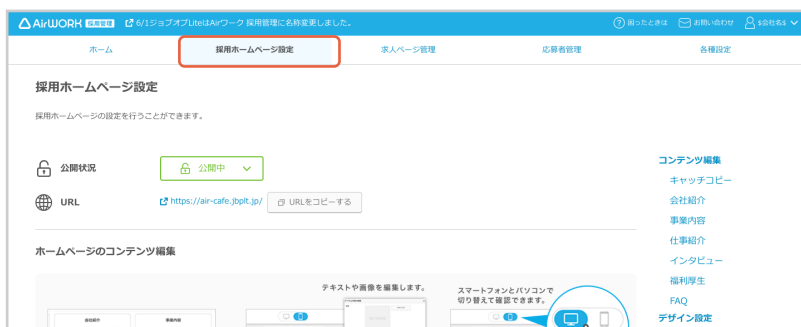 AirWORK 採用管理
6/1ジョブオプLiteはAirワーク 採用管理に名称変更しました。
困ったときは お問い合わせ $会社名$
ホーム 採用ホームページ設定 求人ページ管理 応募者管理 各種設定
採用ホームページ設定
採用ホームページの設定を行うことができます。
公開状況 公開中
URL https://air-cafe.jbplt.jp/ URLをコピーする
ホームページのコンテンツ編集
テキストや画像を編集します。
スマートフォンとパソコンで
切り替えて確認できます。
会社紹介 事業内容
コンテンツ編集
キャッチコピー
会社紹介
事業内容
仕事紹介
インタビュー
福利厚生
FAQ
デザイン設定